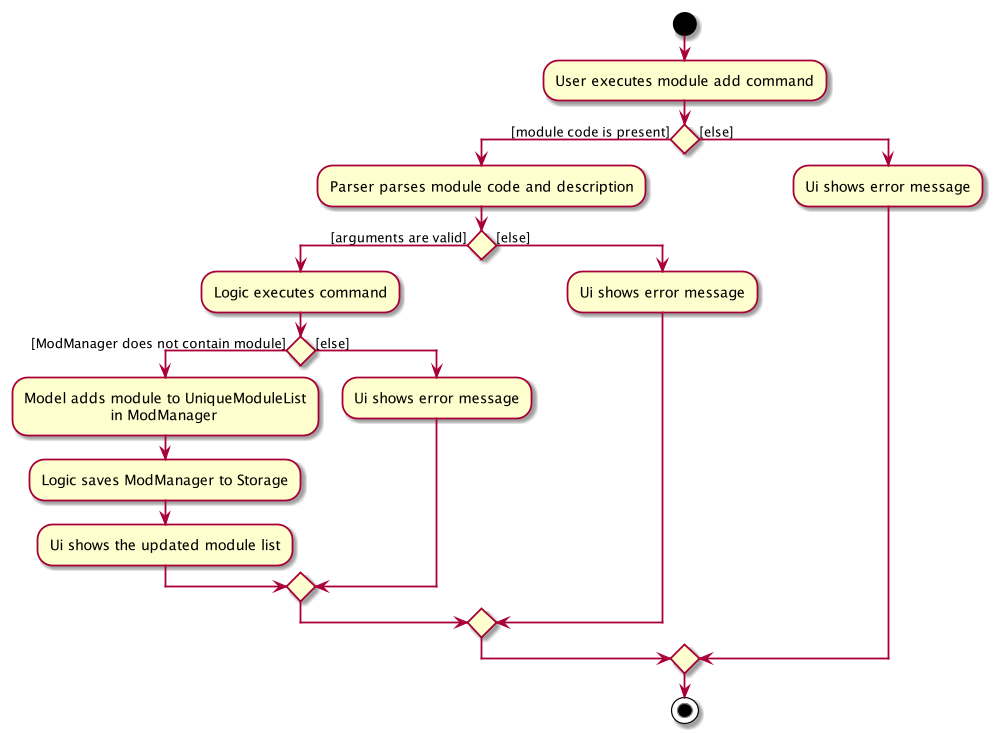 User executes module add command
[module code is present]
[else]
Parser parses module code and description
Ui shows error message
[arguments are valid]
[else]
Logic executes command
Ui shows error message
[ModManager does not contain module]
[else]
Model adds module to UniqueModuleList
in ModManager
Ui shows error message
Logic saves ModManager to Storage
Ui shows the updated module list